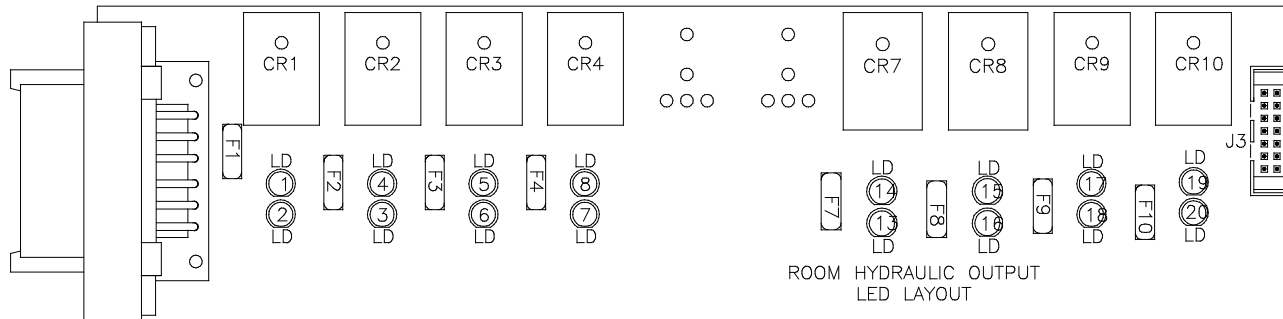 CR1 CR2 CR3 CR4 CR7 CR8 CR9 CR10
J3
F1 F2 F3 F4 F7 F8 F9 F10
LD LD LD LD LD LD LD LD
1 4 5 8 14 15 17 19
2 3 6 7 13 16 18 20
LD LD LD LD LD LD LD LD
ROOM HYDRAULIC OUTPUT
LED LAYOUT